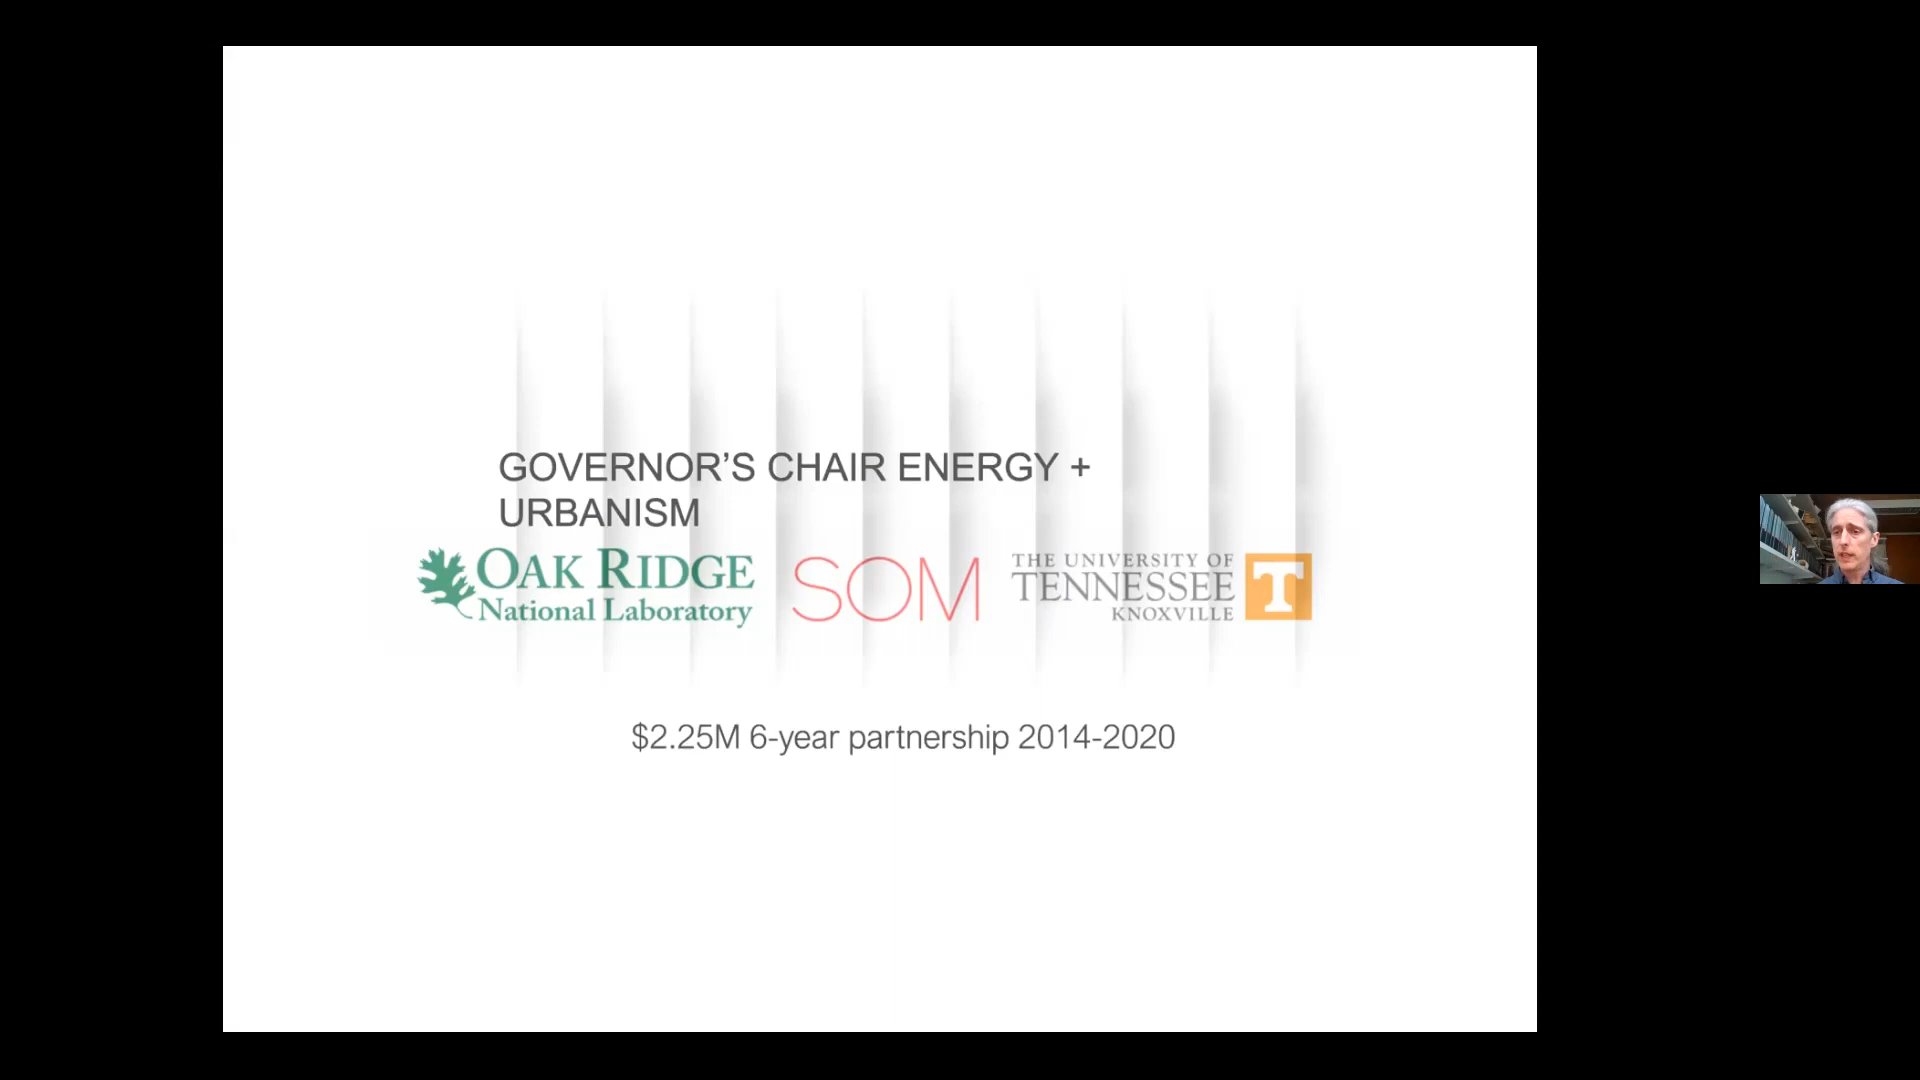 GOVERNOR’S CHAIR ENERGY +
URBANISM
OAK RIDGE
National Laboratory
SOM
THE UNIVERSITY OF
TENNESSEE
KNOXVILLE
T
$2.25M 6-year partnership 2014-2020